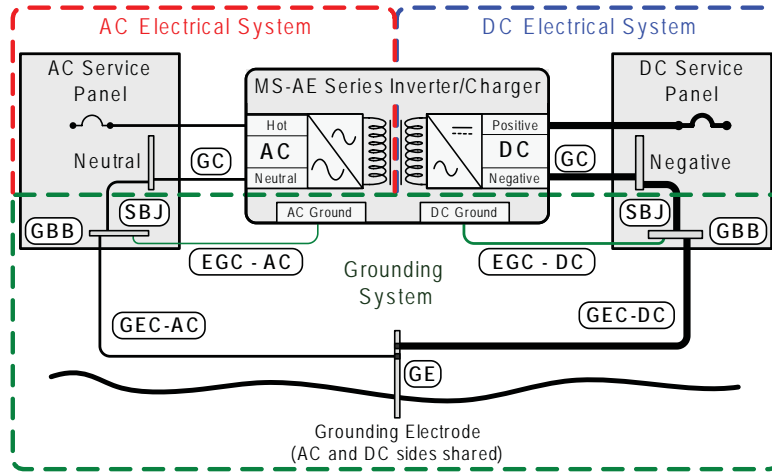 AC Electrical System
DC Electrical System
AC Service
Panel
MS-AE Series Inverter/Charger
DC Service
Panel
Hot
AC
Neutral
Positive
DC
Negative
Neutral
GC
GC
Negative
SBJ
AC Ground
DC Ground
SBJ
GBB
GBB
EGC - AC
EGC - DC
Grounding
System
GEC-AC
GEC-DC
GE
Grounding Electrode
(AC and DC sides shared)